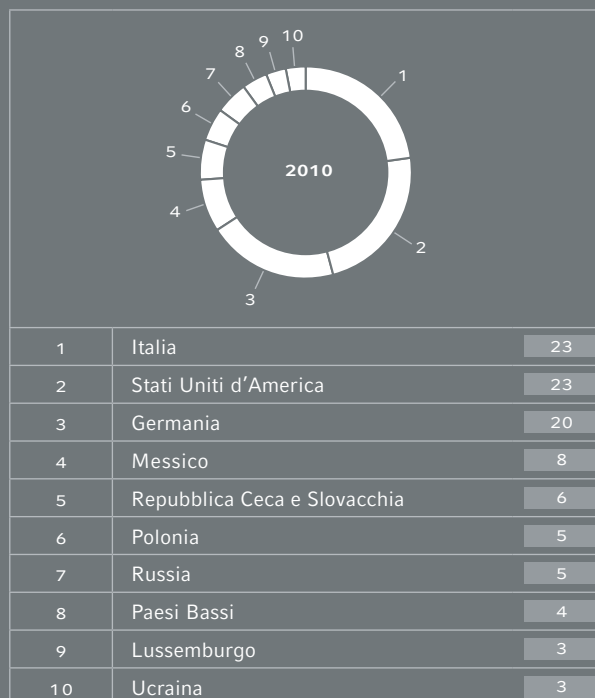 10
9
8
7
1
6
5
2010
4
2
3
1 Italia 23
2 Stati Uniti d’America 23
3 Germania 20
4 Messico 8
5 Repubblica Ceca e Slovacchia 6
6 Polonia 5
7 Russia 5
8 Paesi Bassi 4
9 Lussemburgo 3
10 Ucraina 3